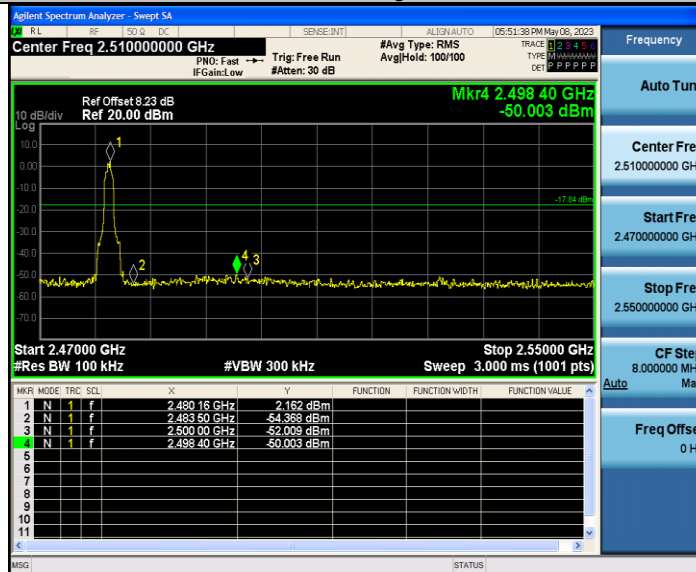 Agilent Spectrum Analyzer - Swept SA
RL RF 50 Ω DC SENSE:INT ALIGN AUTO 05:51:38 PM May 08, 2023
Center Freq 2.510000000 GHz
PNO: Fast
IFGain:Low
Trig: Free Run
#Atten: 30 dB
#Avg Type: RMS
Avg|Hold: 100/100
TRACE 1 2 3 4 5 6
TYPE M
DET P P P P P P
Mkr4 2.498 40 GHz
-50.003 dBm
Ref Offset 8.23 dB
10 dB/div Ref 20.00 dBm
Log
10.0
0.00
-10.0
-20.0
-30.0
-40.0
-50.0
-60.0
-70.0
1
2
4 3
-17.84 dBm
Start 2.47000 GHz Stop 2.55000 GHz
#Res BW 100 kHz #VBW 300 kHz Sweep 3.000 ms (1001 pts)
MKR MODE TRC SCL X Y FUNCTION FUNCTION WIDTH FUNCTION VALUE
1 N 1 f 2.480 16 GHz 2.162 dBm
2 N 1 f 2.483 50 GHz -54.368 dBm
3 N 1 f 2.500 00 GHz -52.009 dBm
4 N 1 f 2.498 40 GHz -50.003 dBm
5
6
7
8
9
10
11
MSG STATUS
Frequency
Auto Tun
Center Fre
2.510000000 GH
Start Fre
2.470000000 GH
Stop Fre
2.550000000 GH
CF Ste
8.000000 MH
Auto Ma
Freq Offse
0 H